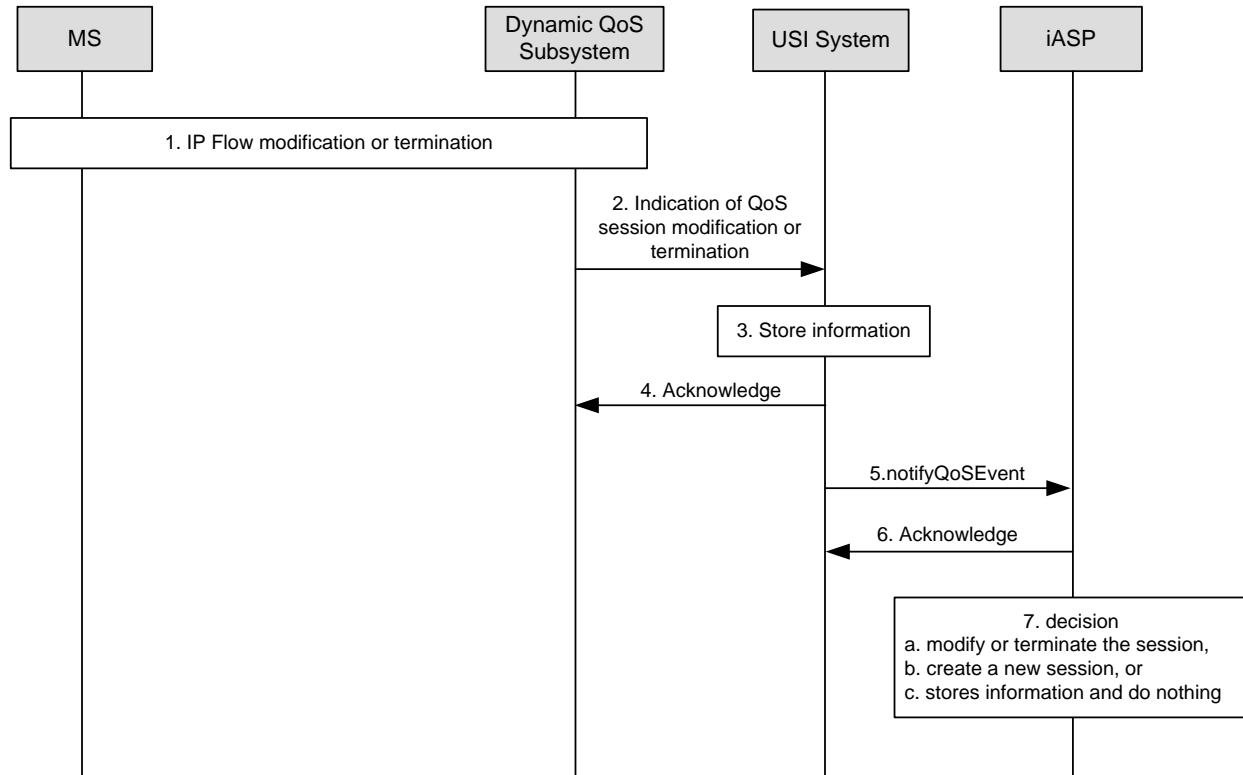 MS
Dynamic QoS
Subsystem
USI System
iASP
1. IP Flow modification or termination
2. Indication of QoS
session modification or
termination
3. Store information
4. Acknowledge
5.notifyQoSEvent
6. Acknowledge
7. decision
a. modify or terminate the session,
b. create a new session, or
c. stores information and do nothing